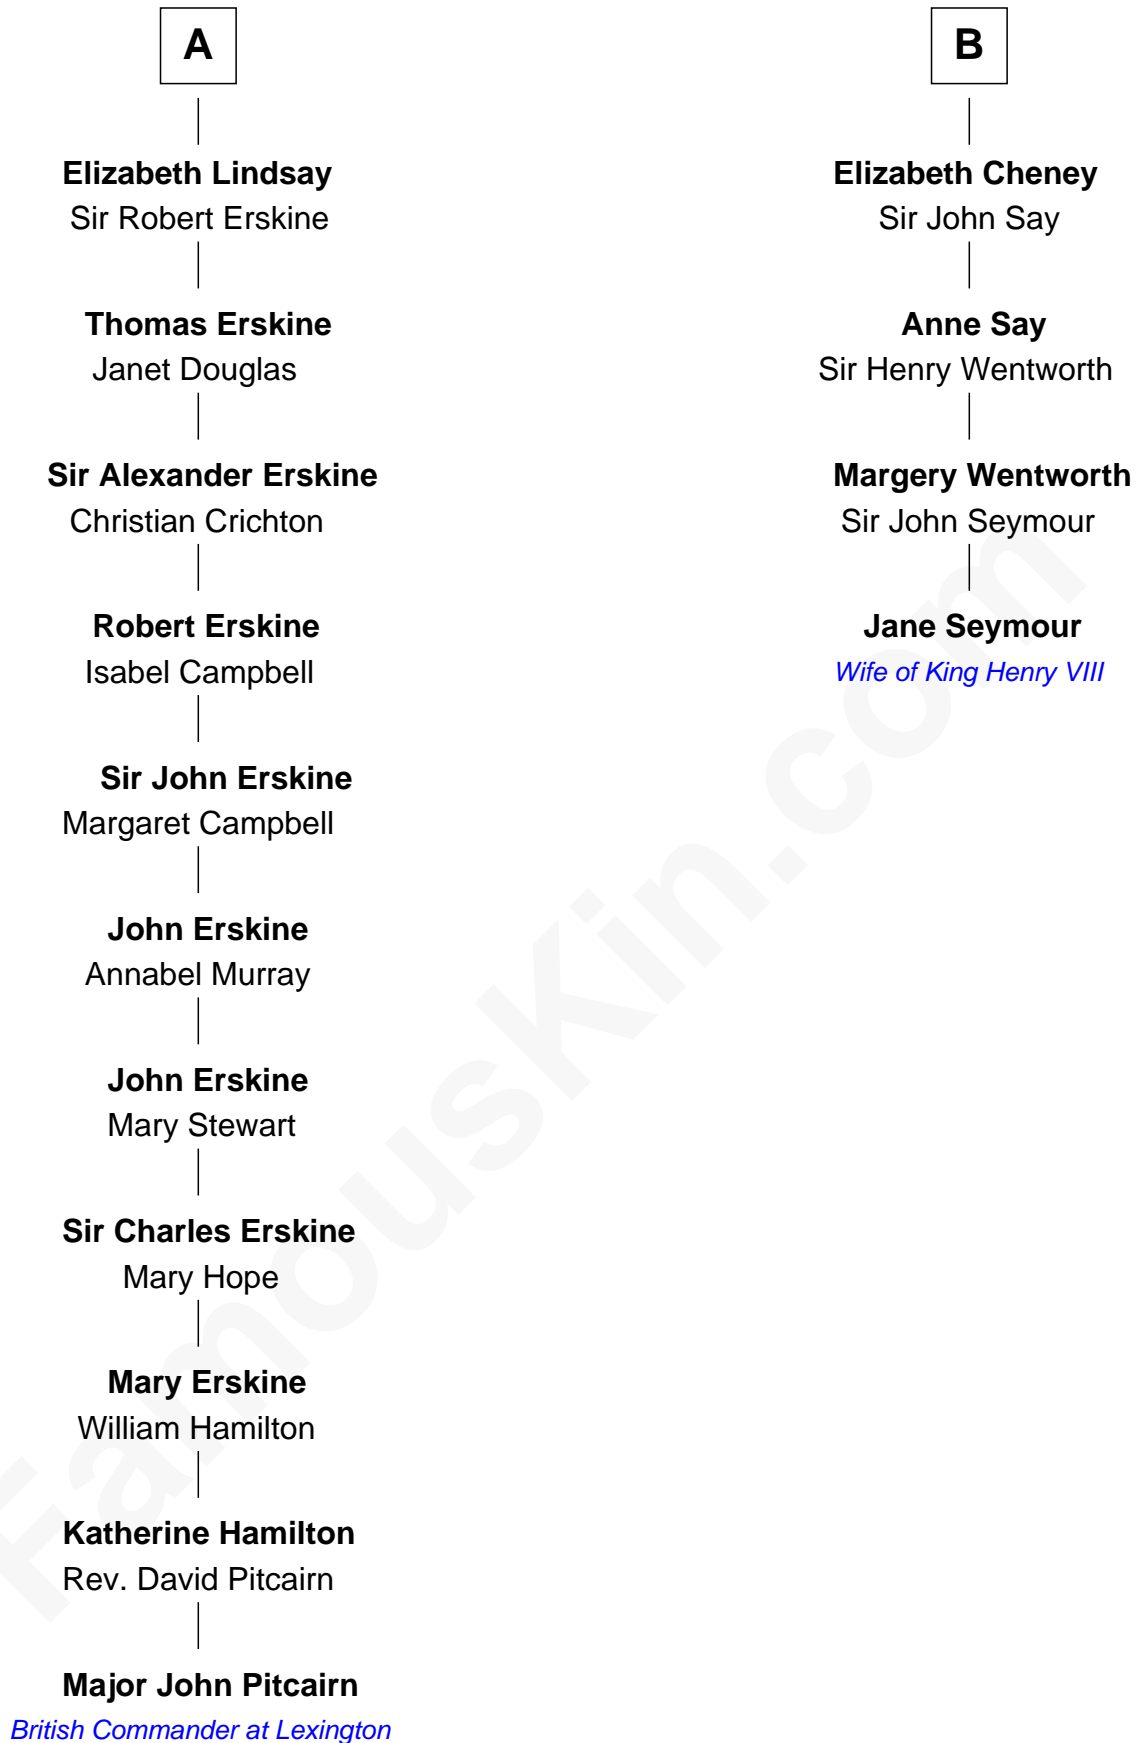 A
Elizabeth Lindsay
Sir Robert Erskine
Thomas Erskine
Janet Douglas
Sir Alexander Erskine
Christian Crichton
Robert Erskine
Isabel Campbell
Sir John Erskine
Margaret Campbell
John Erskine
Annabel Murray
John Erskine
Mary Stewart
Sir Charles Erskine
Mary Hope
Mary Erskine
William Hamilton
Katherine Hamilton
Rev. David Pitcairn
Major John Pitcairn
British Commander at Lexington
B
Elizabeth Cheney
Sir John Say
Anne Say
Sir Henry Wentworth
Margery Wentworth
Sir John Seymour
Jane Seymour
Wife of King Henry VIII
FamousKin.com